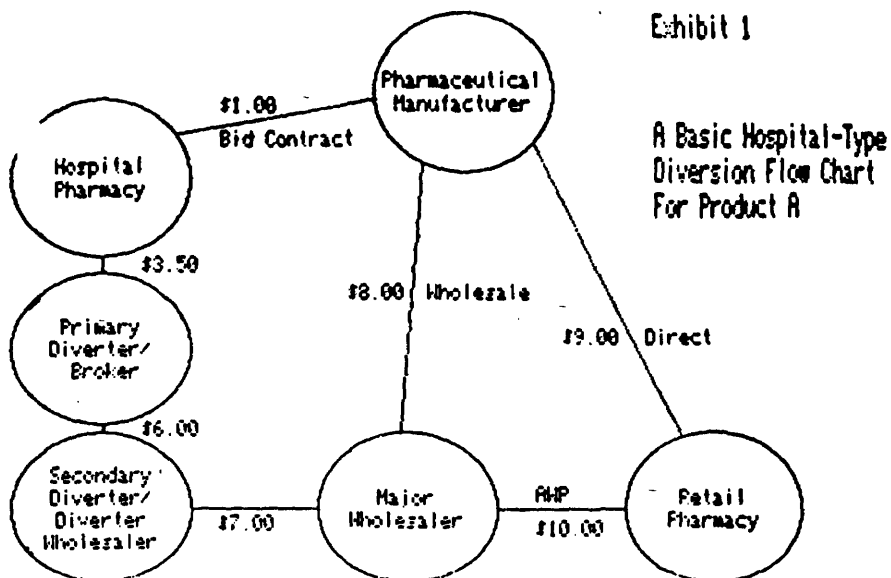 Exhibit 1
A Basic Hospital-Type
Diversion Flow Chart
For Product A
Pharmaceutical
Manufacturer
$1.00
Bid Contract
Hospital
Pharmacy
$3.50
$8.00 Wholesale
$9.00 Direct
Primary
Diverter/
Broker
$6.00
Secondary
Diverter/
Diverter
Wholesaler
$7.00
Major
Wholesaler
AWP
$10.00
Retail
Pharmacy